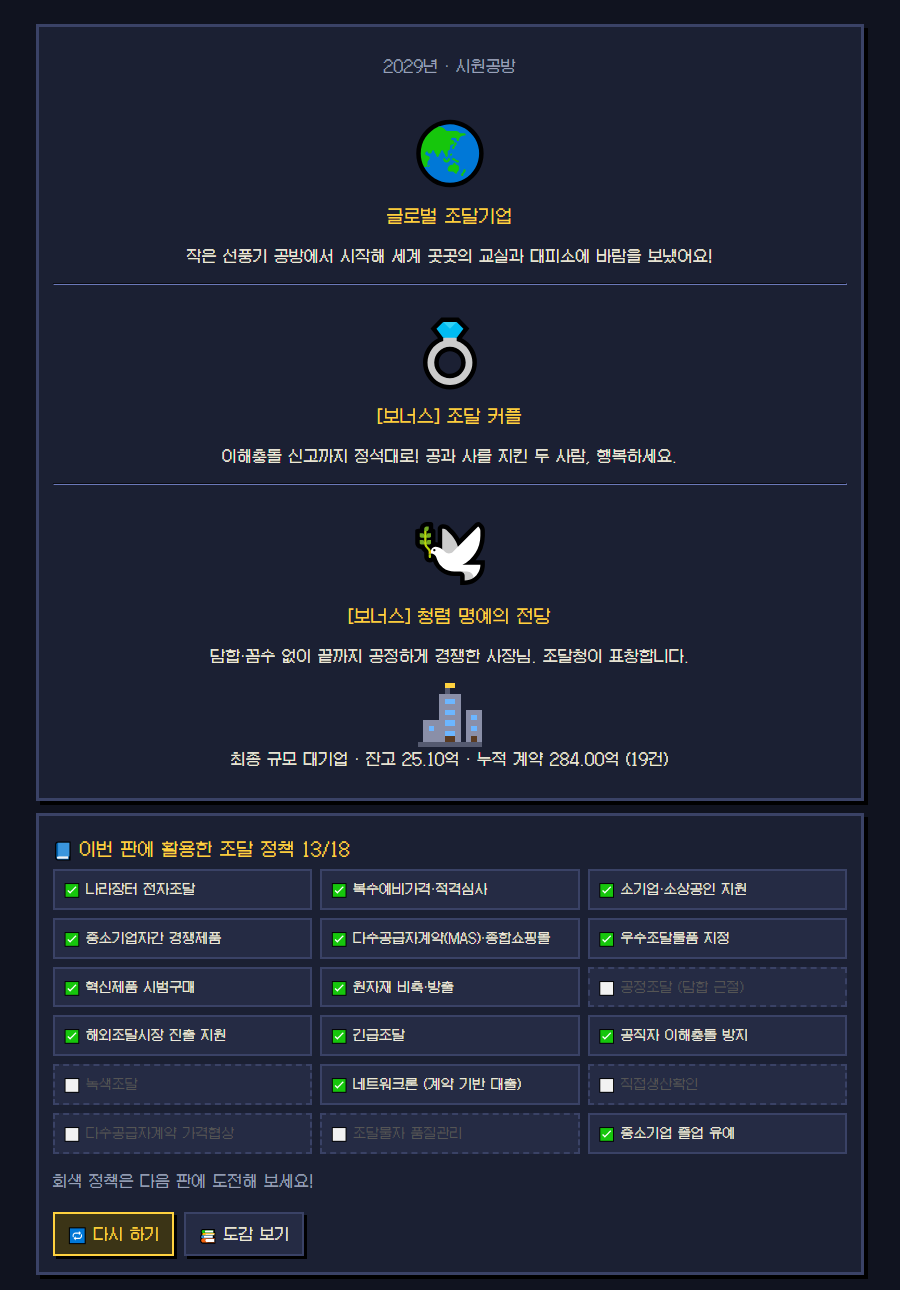 2029년 · 시원공방
글로벌 조달기업
작은 선풍기 공방에서 시작해 세계 곳곳의 교실과 대피소에 바람을 보냈어요!
[보너스] 조달 커플
이해충돌 신고까지 정석대로! 공과 사를 지킨 두 사람, 행복하세요.
[보너스] 청렴 명예의 전당
담합·꼼수 없이 끝까지 공정하게 경쟁한 사장님. 조달청이 표창합니다.
최종 규모 대기업 · 잔고 25.10억 · 누적 계약 284.00억 (19건)
이번 판에 활용한 조달 정책 13/18
나라장터 전자조달
복수예비가격·적격심사
소기업·소상공인 지원
중소기업자간 경쟁제품
다수공급자계약(MAS)·종합쇼핑몰
우수조달물품 지정
혁신제품 시범구매
원자재 비축·방출
공정조달 (담합 근절)
해외조달시장 진출 지원
긴급조달
공직자 이해충돌 방지
녹색조달
네트워크론 (계약 기반 대출)
직접생산확인
다수공급자계약 가격협상
조달물자 품질관리
중소기업 졸업 유예
회색 정책은 다음 판에 도전해 보세요!
다시 하기
도감 보기